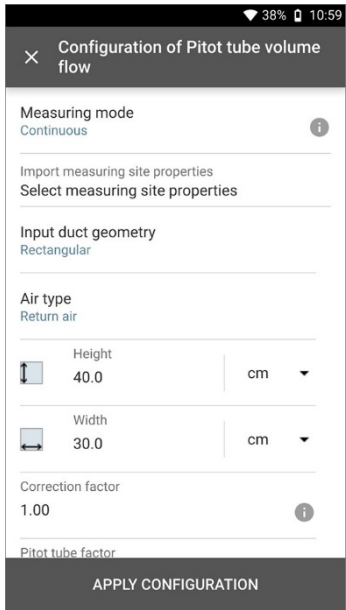 38% 10:59
Configuration of Pitot tube volume
flow
Measuring mode
Continuous
Import measuring site properties
Select measuring site properties
Input duct geometry
Rectangular
Air type
Return air
Height
40.0 cm
Width
30.0 cm
Correction factor
1.00
Pitot tube factor
APPLY CONFIGURATION